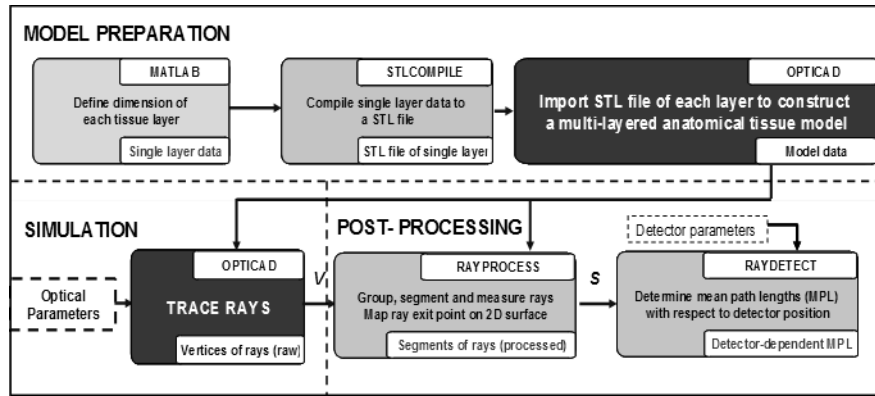 MODEL PREPARATION
MATLAB
Define dimension of
each tissue layer
Single layer data
STLCOMPILE
Compile single layer data to
a STL file
STL file of single layer
OPTICAD
Import STL file of each layer to construct
a multi-layered anatomical tissue model
Model data
SIMULATION
Optical
Parameters
OPTICAD
TRACE RAYS
Vertices of rays (raw)
V
POST- PROCESSING
RAYPROCESS
Group, segment and measure rays
Map ray exit point on 2D surface
Segments of rays (processed)
S
Detector parameters
RAYDETECT
Determine mean path lengths (MPL)
with respect to detector position
Detector-dependent MPL